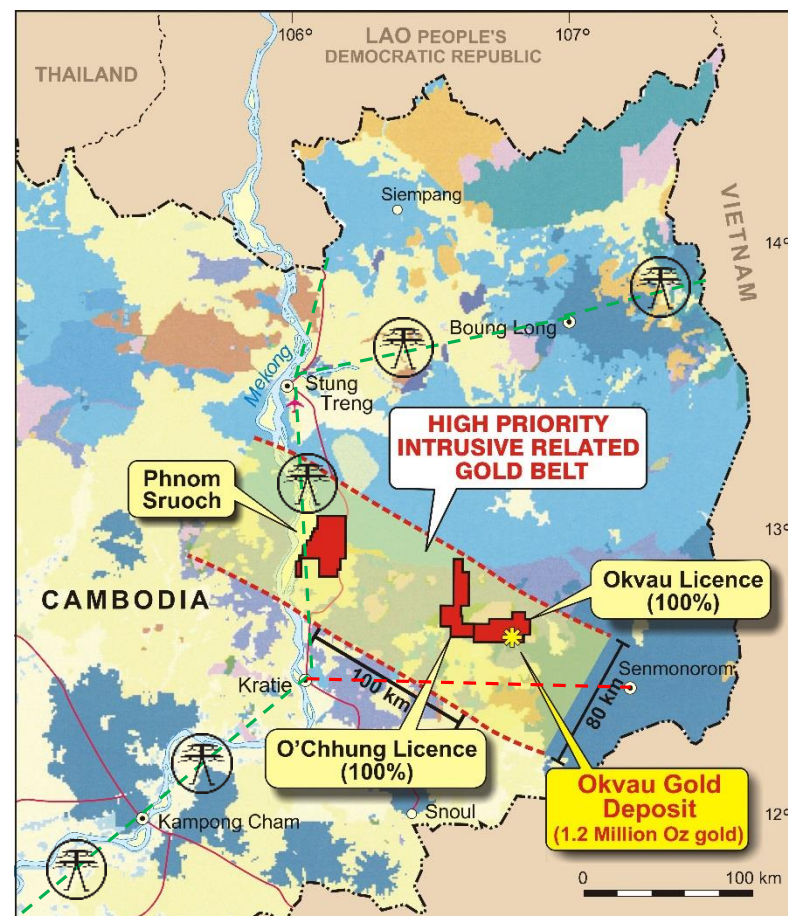 106°
107°
LAO PEOPLE'S
DEMOCRATIC REPUBLIC
THAILAND
VIETNAM
Siempang
14°
Boung Long
Mekong
Stung
Treng
HIGH PRIORITY
INTRUSIVE RELATED
GOLD BELT
Phnom
Sruoch
13°
CAMBODIA
Okvau Licence
(100%)
Kratie
100 km
Senmonorom
80 km
O'Chhung Licence
(100%)
Okvau Gold
Deposit
(1.2 Million Oz gold)
Kampong Cham
Snoul
12°
0
100 km